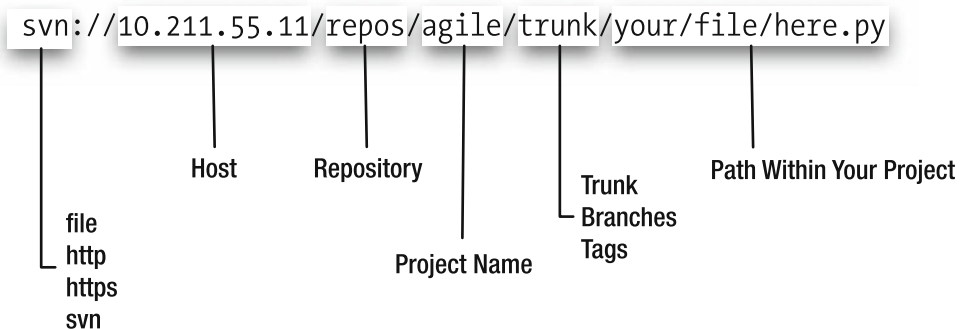 svn://10.211.55.11/repos/agile/trunk/your/file/here.py
Host
Repository
Path Within Your Project
Trunk
Branches
Tags
file
http
https
svn
Project Name